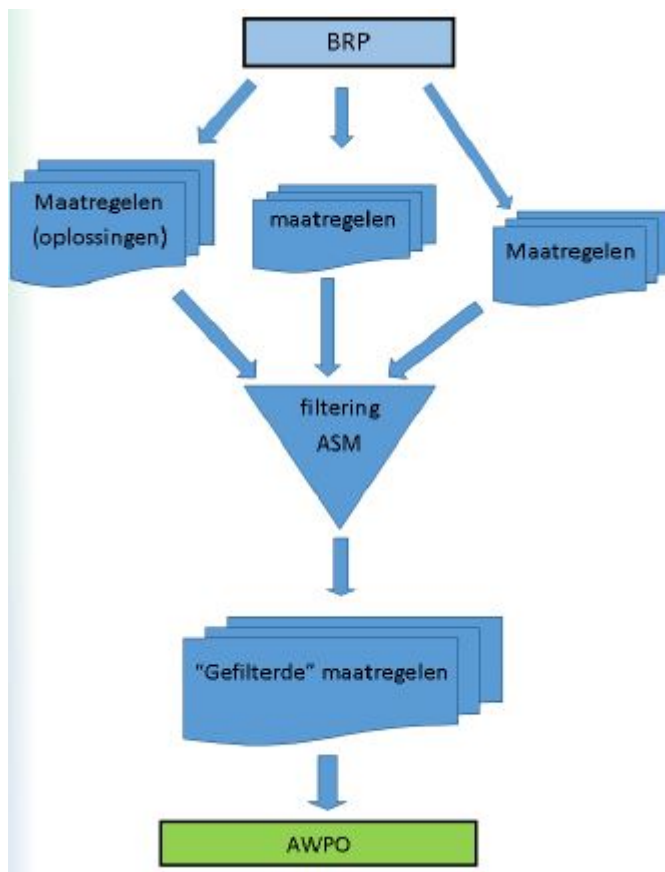 BRP
Maatregelen
(oplossingen)
maatregelen
Maatregelen
filtering
ASM
"Gefilterde" maatregelen
AWPO